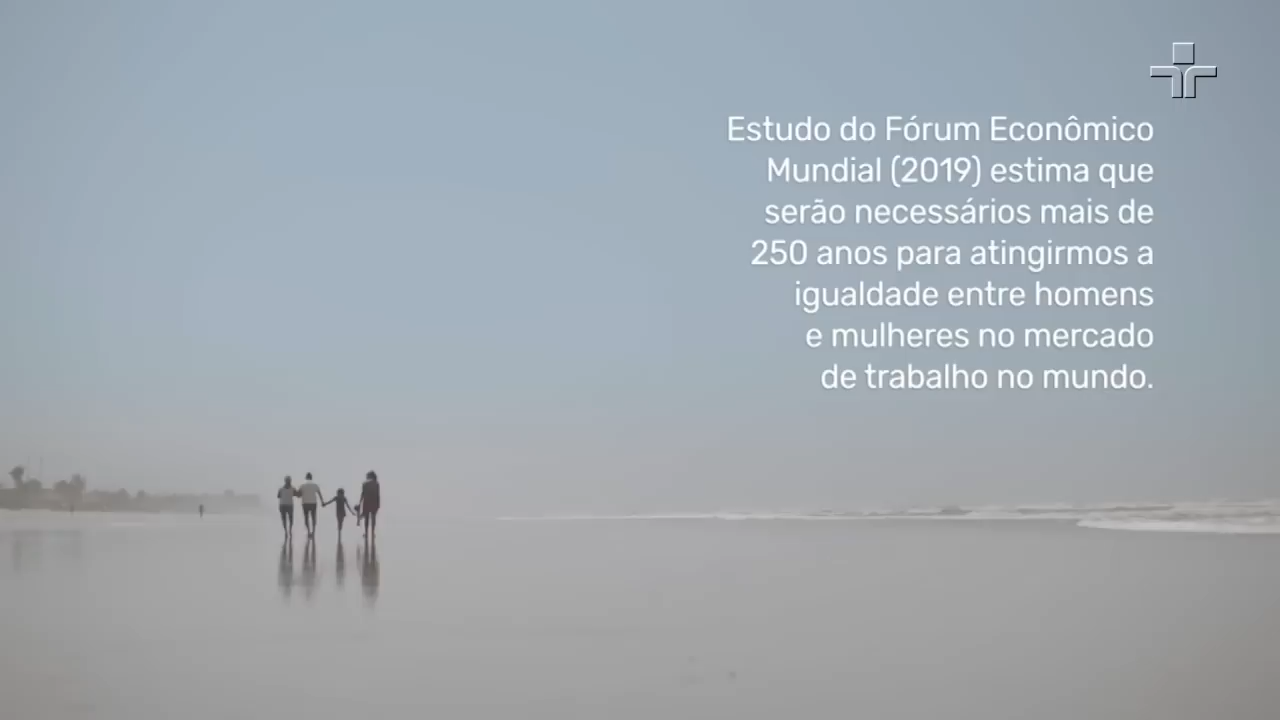 Estudo do Fórum Econômico
Mundial (2019) estima que
serão necessários mais de
250 anos para atingirmos a
igualdade entre homens
e mulheres no mercado
de trabalho no mundo.